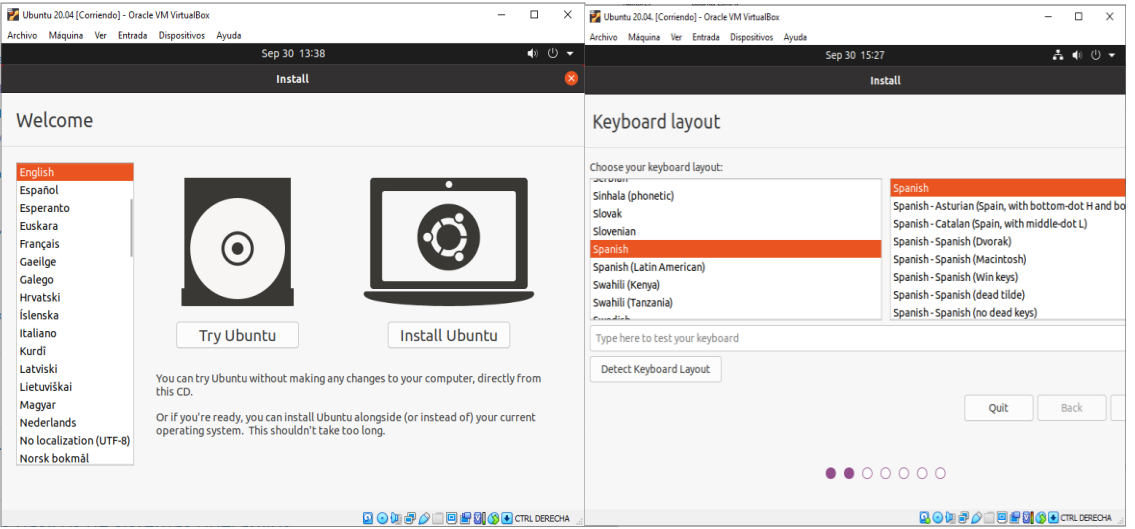 Ubuntu 20.04 [Corriendo] - Oracle VM VirtualBox
Archivo Máquina Ver Entrada Dispositivos Ayuda
Sep 30 13:38
Install
Welcome
English
Español
Esperanto
Euskara
Français
Gaeilge
Galego
Hrvatski
Íslenska
Italiano
Kurdî
Latviski
Lietuviškai
Magyar
Nederlands
No localization (UTF-8)
Norsk bokmål
Try Ubuntu
Install Ubuntu
You can try Ubuntu without making any changes to your computer, directly from
this CD.
Or if you're ready, you can install Ubuntu alongside (or instead of) your current
operating system. This shouldn't take too long.
CTRL DERECHA
Ubuntu 20.04. [Corriendo] - Oracle VM VirtualBox
Archivo Máquina Ver Entrada Dispositivos Ayuda
Sep 30 15:27
Install
Keyboard layout
Choose your keyboard layout:
Serbian
Sinhala (phonetic)
Slovak
Slovenian
Spanish
Spanish (Latin American)
Swahili (Kenya)
Swahili (Tanzania)
Swedish
Spanish
Spanish - Asturian (Spain, with bottom-dot H and bo
Spanish - Catalan (Spain, with middle-dot L)
Spanish - Spanish (Dvorak)
Spanish - Spanish (Macintosh)
Spanish - Spanish (Win keys)
Spanish - Spanish (dead tilde)
Spanish - Spanish (no dead keys)
Type here to test your keyboard
Detect Keyboard Layout
Quit
Back
CTRL DERECHA